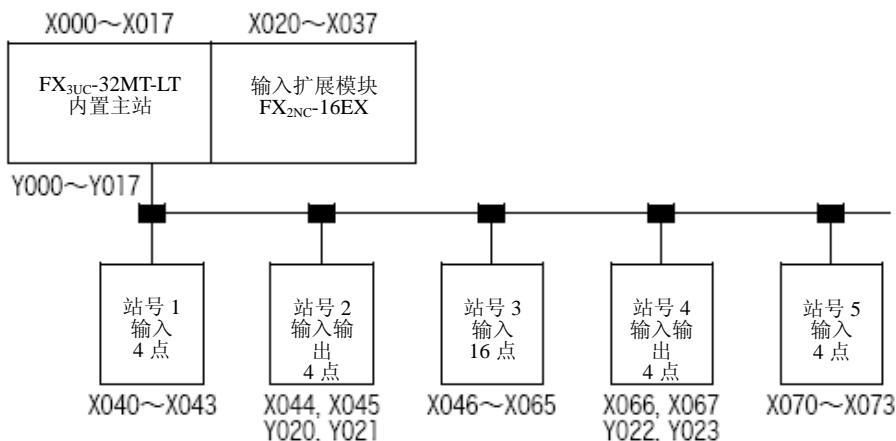 X000～X017
X020～X037
FX3UC-32MT-LT
内置主站
输入扩展模块
FX2NC-16EX
Y000～Y017
站号 1
输入
4 点
站号 2
输入输
出
4 点
站号 3
输入
16 点
站号 4
输入输
出
4 点
站号 5
输入
4 点
X040～X043
X044, X045
Y020, Y021
X046～X065
X066, X067
Y022, Y023
X070～X073